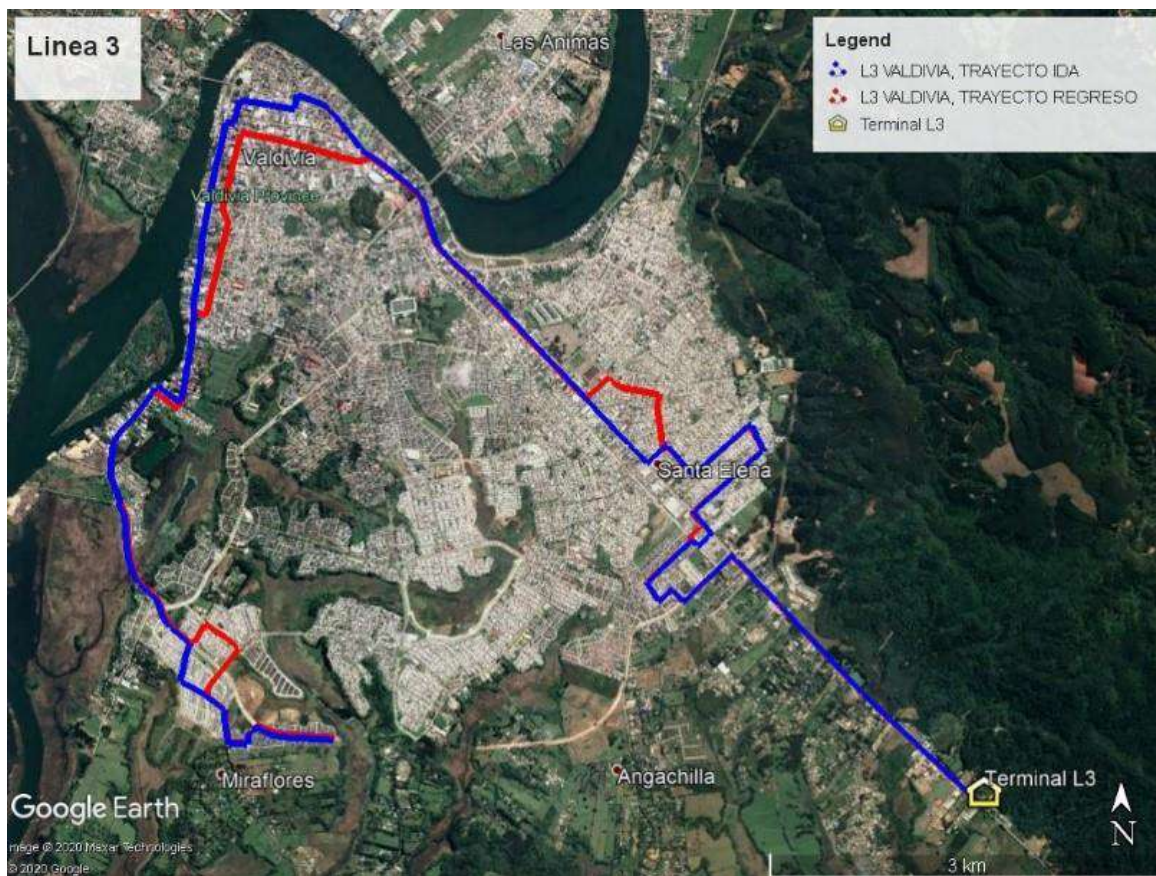 Linea 3
Legend
L3 VALDIVIA, TRAYECTO IDA
L3 VALDIVIA, TRAYECTO REGRESO
Terminal L3
Las Animas
Valdivia
Valdivia Province
Santa Elena
Miraflores
Angachilla
Terminal L3
Google Earth
mage © 2020 Maxar Technologies
© 2020 Google
3 km
N